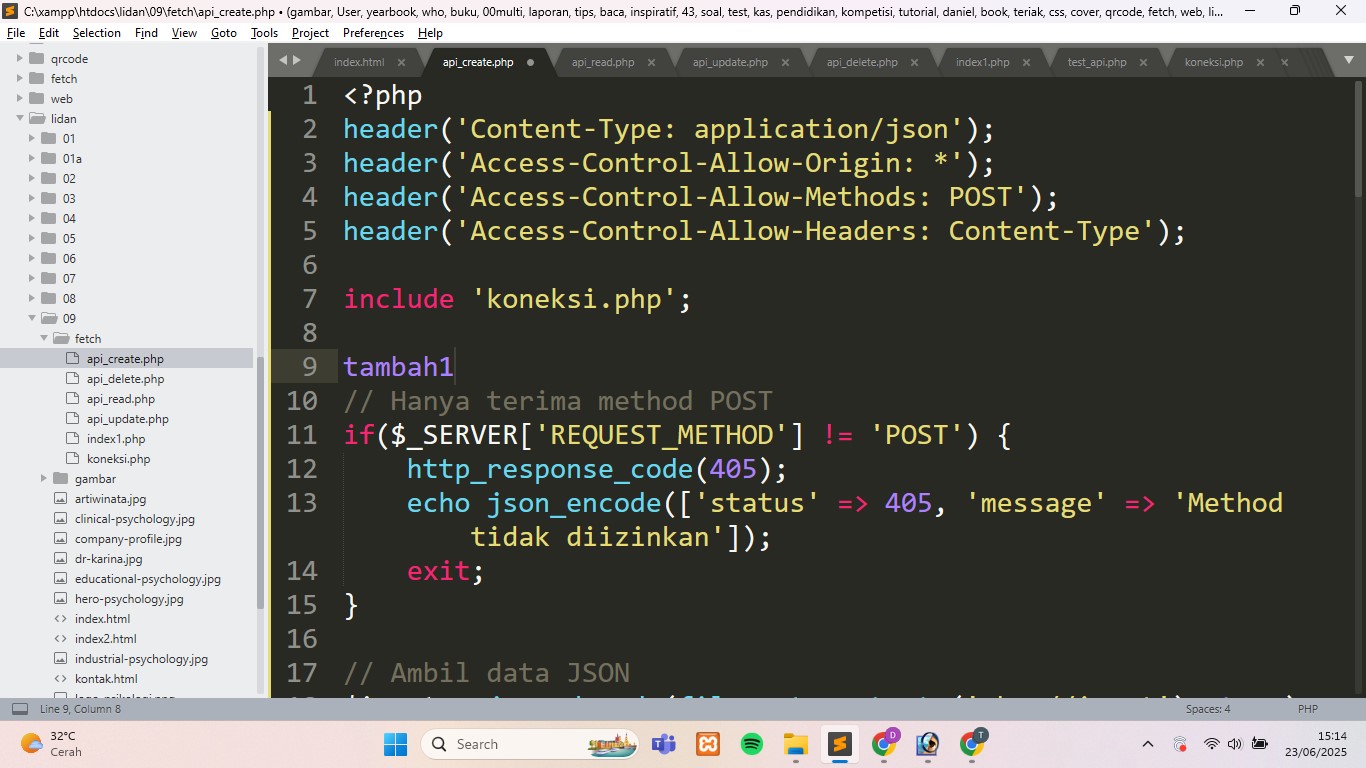 C:\xampp\htdocs\lidan\09\fetch\api_create.php • (gambar, User, yearbook, who, buku, 00multi, laporan, tips, baca, inspiratif, 43, soal, test, kas, pendidikan, kompetisi, tutorial, daniel, book, teriak, css, cover, qrcode, fetch, web, li...
File Edit Selection Find View Goto Tools Project Preferences Help
index.html api_create.php api_read.php api_update.php api_delete.php index1.php test_api.php koneksi.php
qrcode
fetch
web
lidan
01
01a
02
03
04
05
06
07
08
09
fetch
api_create.php
api_delete.php
api_read.php
api_update.php
index1.php
koneksi.php
gambar
artiwinata.jpg
clinical-psychology.jpg
company-profile.jpg
dr-karina.jpg
educational-psychology.jpg
hero-psychology.jpg
index.html
index2.html
industrial-psychology.jpg
kontak.html
1 <?php
2 header('Content-Type: application/json');
3 header('Access-Control-Allow-Origin: *');
4 header('Access-Control-Allow-Methods: POST');
5 header('Access-Control-Allow-Headers: Content-Type');
6
7 include 'koneksi.php';
8
9 tambah1
10 // Hanya terima method POST
11 if($_SERVER['REQUEST_METHOD'] != 'POST') {
12 http_response_code(405);
13 echo json_encode(['status' => 405, 'message' => 'Method
tidak diizinkan']);
14 exit;
15 }
16
17 // Ambil data JSON
Line 9, Column 8 Spaces: 4 PHP
32°C
Cerah
Search
D
T
15:14
23/06/2025